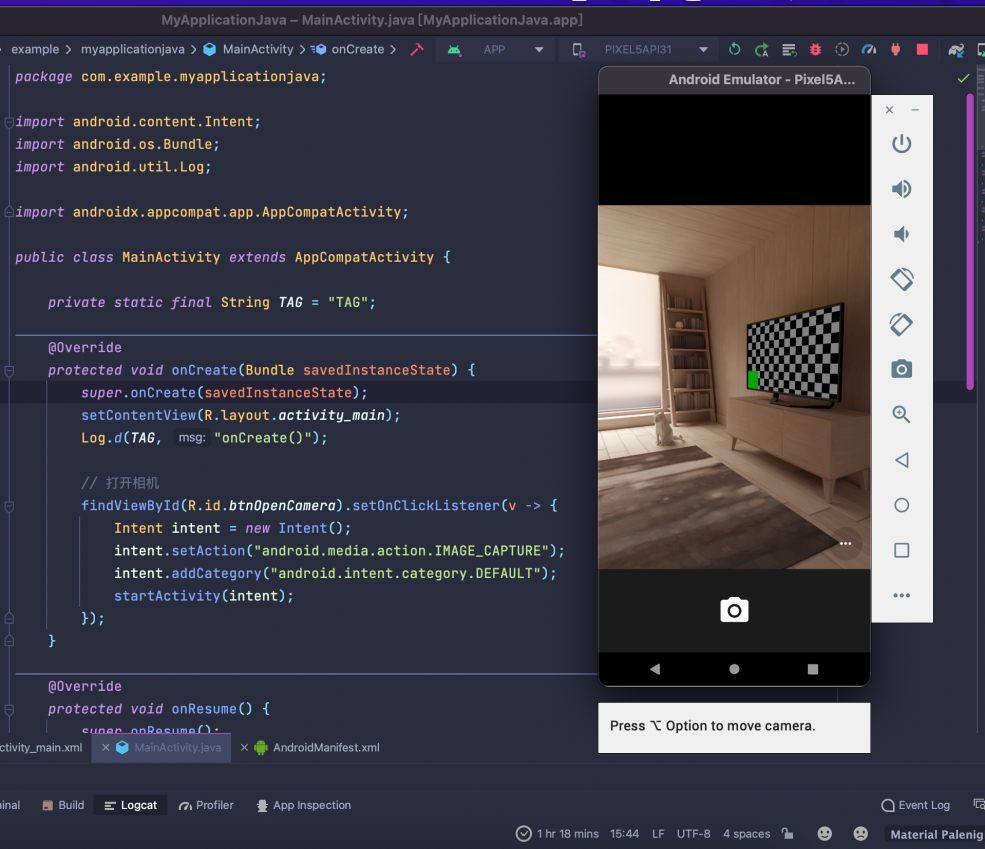 MyApplicationJava – MainActivity.java [MyApplicationJava.app]
example > myapplicationjava > MainActivity > onCreate >
APP
PIXEL5API31
package com.example.myapplicationjava;
import android.content.Intent;
import android.os.Bundle;
import android.util.Log;
import androidx.appcompat.app.AppCompatActivity;
public class MainActivity extends AppCompatActivity {
private static final String TAG = "TAG";
@Override
protected void onCreate(Bundle savedInstanceState) {
super.onCreate(savedInstanceState);
setContentView(R.layout.activity_main);
Log.d(TAG, msg: "onCreate()");
// 打开相机
findViewById(R.id.btnOpenCamera).setOnClickListener(v -> {
Intent intent = new Intent();
intent.setAction("android.media.action.IMAGE_CAPTURE");
intent.addCategory("android.intent.category.DEFAULT");
startActivity(intent);
});
}
@Override
protected void onResume() {
super.onResume();
Android Emulator - Pixel5A...
Press ⌥ Option to move camera.
ctivity_main.xml
MainActivity.java
AndroidManifest.xml
inal
Build
Logcat
Profiler
App Inspection
Event Log
1 hr 18 mins
15:44
LF
UTF-8
4 spaces
Material Palenig